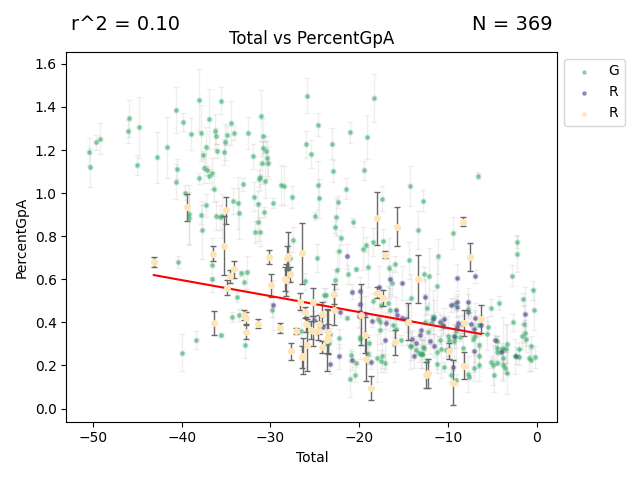 r^2 = 0.10 N = 369
Total vs PercentGpA
G
R
R
PercentGpA
1.6
1.4
1.2
1.0
0.8
0.6
0.4
0.2
0.0
−50 −40 −30 −20 −10 0
Total